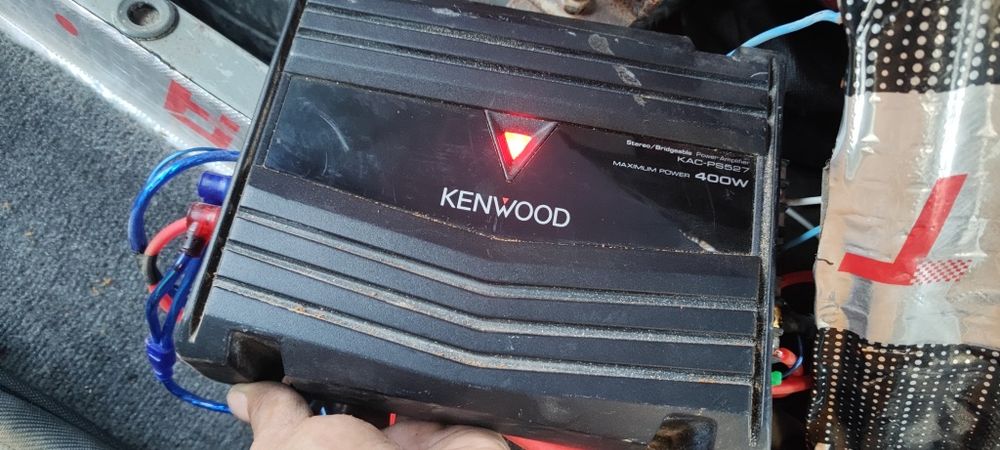 Stereo/Bridgeable Power Amplifier
KAC-PS527
MAXIMUM POWER 400W
KENWOOD